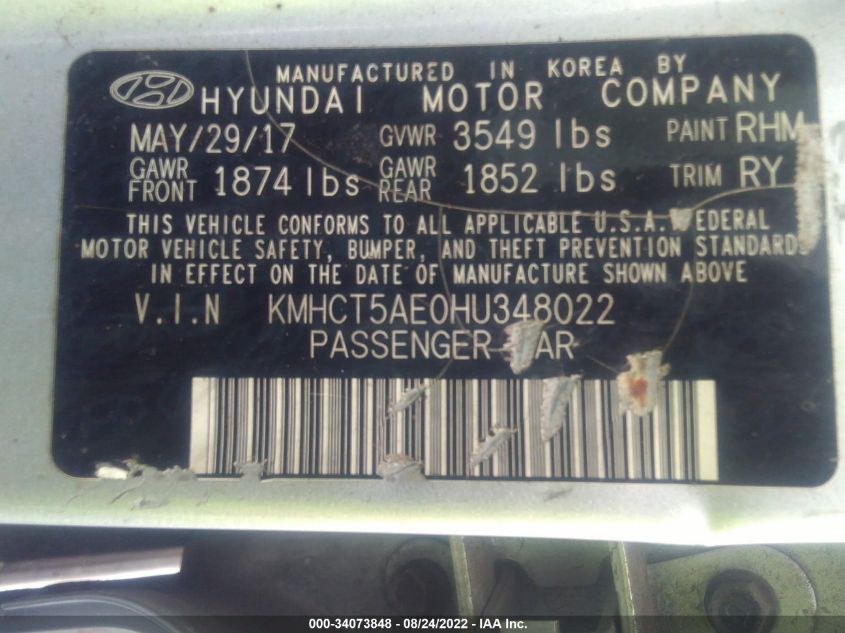 MANUFACTURED IN KOREA BY
HYUNDAI MOTOR COMPANY
MAY/29/17 GVWR 3549 lbs PAINT RHM
GAWR FRONT 1874 lbs GAWR REAR 1852 lbs TRIM RY
THIS VEHICLE CONFORMS TO ALL APPLICABLE U.S.A. FEDERAL
MOTOR VEHICLE SAFETY, BUMPER, AND THEFT PREVENTION STANDARDS
IN EFFECT ON THE DATE OF MANUFACTURE SHOWN ABOVE
V.I.N KMHCT5AE0HU348022
PASSENGER CAR
000-34073848 - 08/24/2022 - IAA Inc.